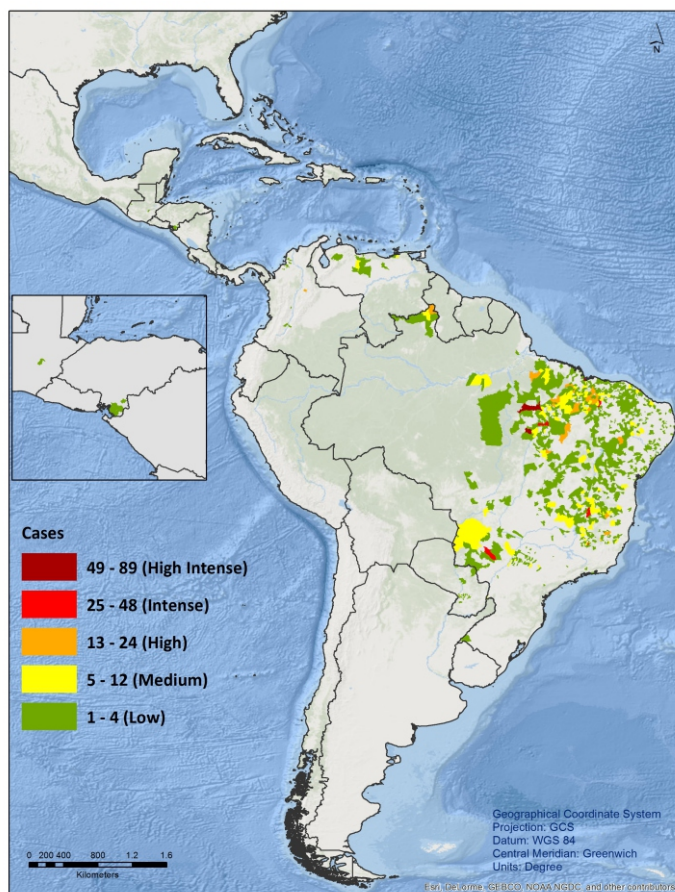 N
Cases
49 - 89 (High Intense)
25 - 48 (Intense)
13 - 24 (High)
5 - 12 (Medium)
1 - 4 (Low)
0 200 400 800 1.200 1.6
Kilometers
Geographical Coordinate System
Projection: GCS
Datum: WGS 84
Central Meridian: Greenwich
Units: Degree
Esri, DeLorme, GEBCO, NOAA NGDC, and other contributors